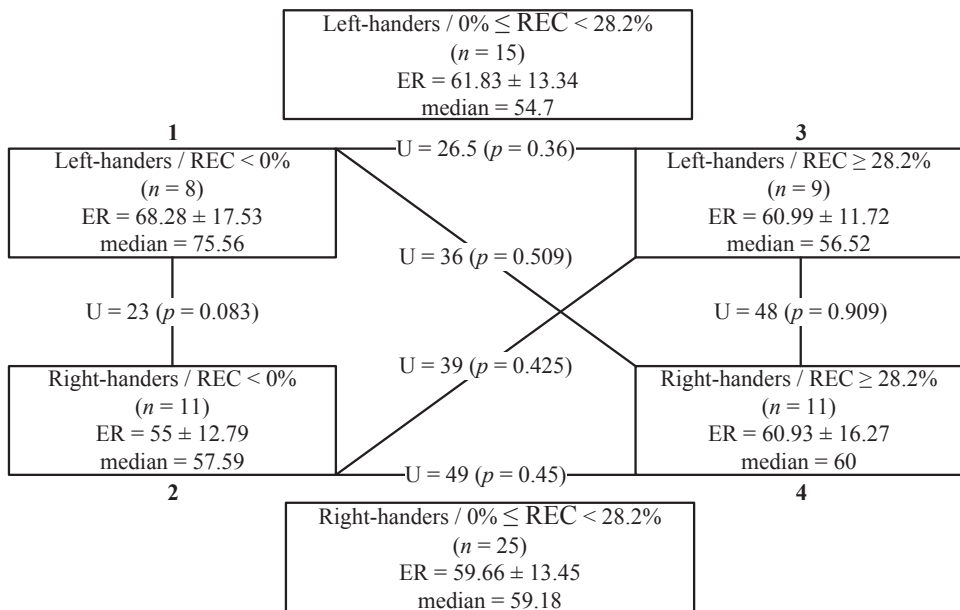 Left-handers / 0% ≤ REC < 28.2%
(n = 15)
ER = 61.83 ± 13.34
median = 54.7
1
3
Left-handers / REC < 0%
(n = 8)
ER = 68.28 ± 17.53
median = 75.56
U = 26.5 (p = 0.36)
Left-handers / REC ≥ 28.2%
(n = 9)
ER = 60.99 ± 11.72
median = 56.52
U = 36 (p = 0.509)
U = 23 (p = 0.083)
U = 48 (p = 0.909)
U = 39 (p = 0.425)
Right-handers / REC < 0%
(n = 11)
ER = 55 ± 12.79
median = 57.59
Right-handers / REC ≥ 28.2%
(n = 11)
ER = 60.93 ± 16.27
median = 60
U = 49 (p = 0.45)
2
4
Right-handers / 0% ≤ REC < 28.2%
(n = 25)
ER = 59.66 ± 13.45
median = 59.18